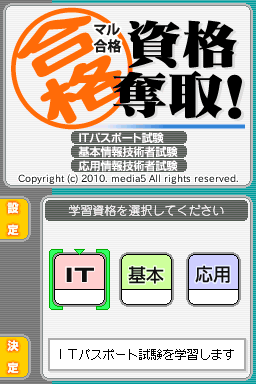 マル合格
合格
資格
奪取!
ITパスポート試験
基本情報技術者試験
応用情報技術者試験
Copyright (c) 2010. media5 All rights reserved.
設定
学習資格を選択してください
IT
基本
応用
決定
ITパスポート試験を学習します